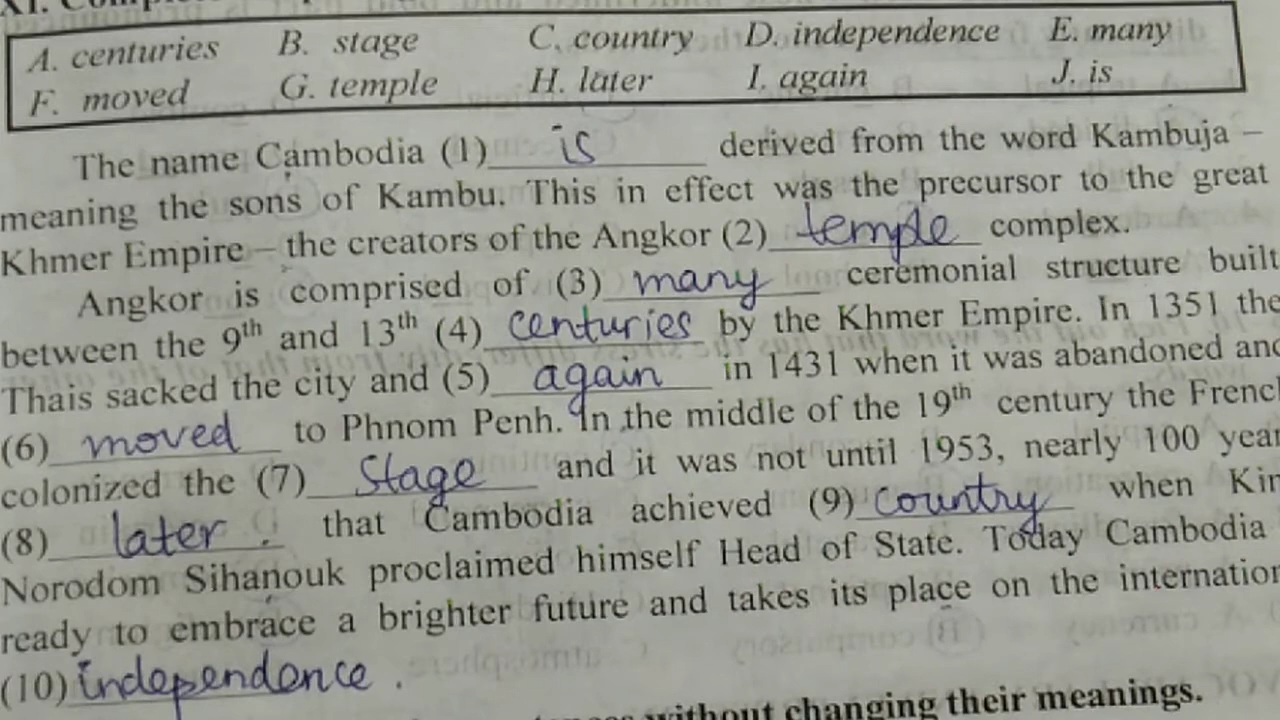 A. centuries B. stage C. country D. independence E. many
F. moved G. temple H. later I. again J. is
The name Cambodia (1) is derived from the word Kambuja –
meaning the sons of Kambu. This in effect was the precursor to the great
Khmer Empire – the creators of the Angkor (2) temple complex.
Angkor is comprised of (3) many ceremonial structure built
between the 9th and 13th (4) centuries by the Khmer Empire. In 1351 the
Thais sacked the city and (5) again in 1431 when it was abandoned and
(6) moved to Phnom Penh. In the middle of the 19th century the French
colonized the (7) stage and it was not until 1953, nearly 100 year
(8) later, that Cambodia achieved (9) country when Kin
Norodom Sihanouk proclaimed himself Head of State. Today Cambodia
ready to embrace a brighter future and takes its place on the internation
(10) independence.
without changing their meanings.